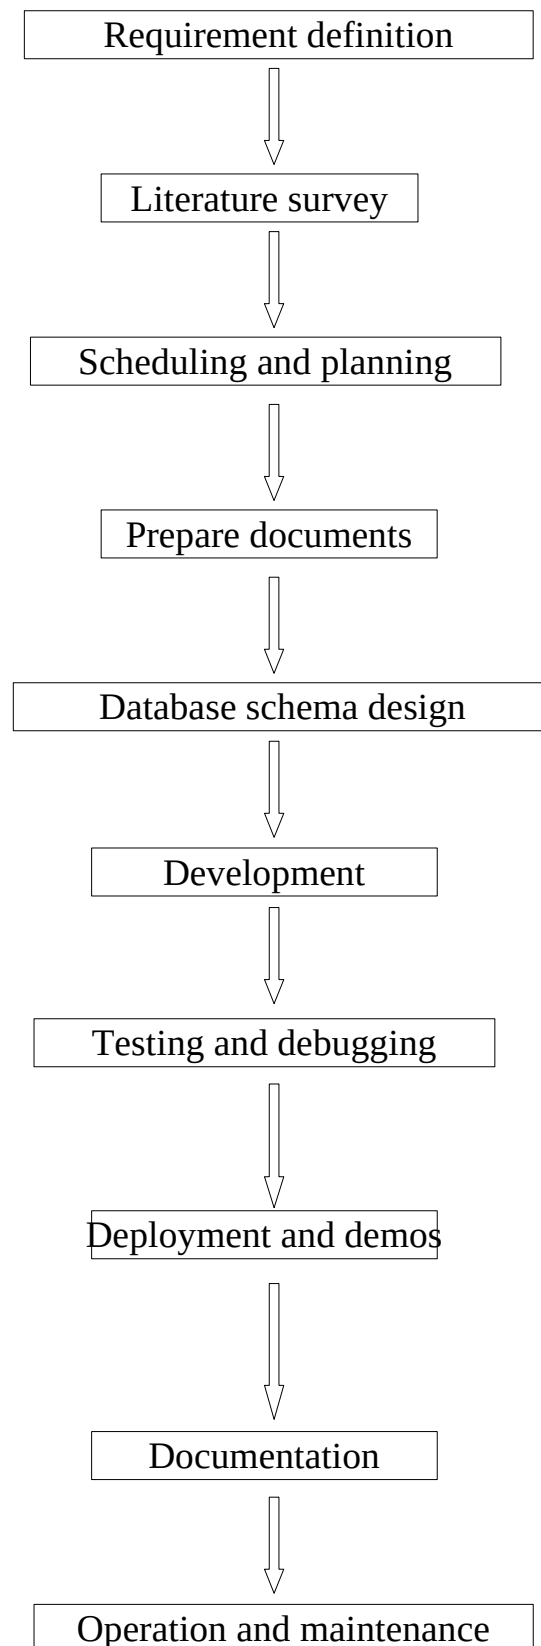 Requirement definition
Literature survey
Scheduling and planning
Prepare documents
Database schema design
Development
Testing and debugging
Deployment and demos
Documentation
Operation and maintenance